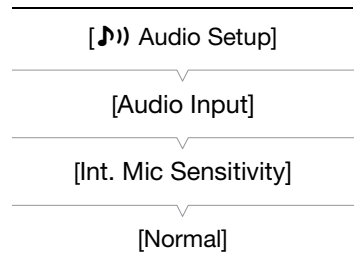 [♪)) Audio Setup]
[Audio Input]
[Int. Mic Sensitivity]
[Normal]